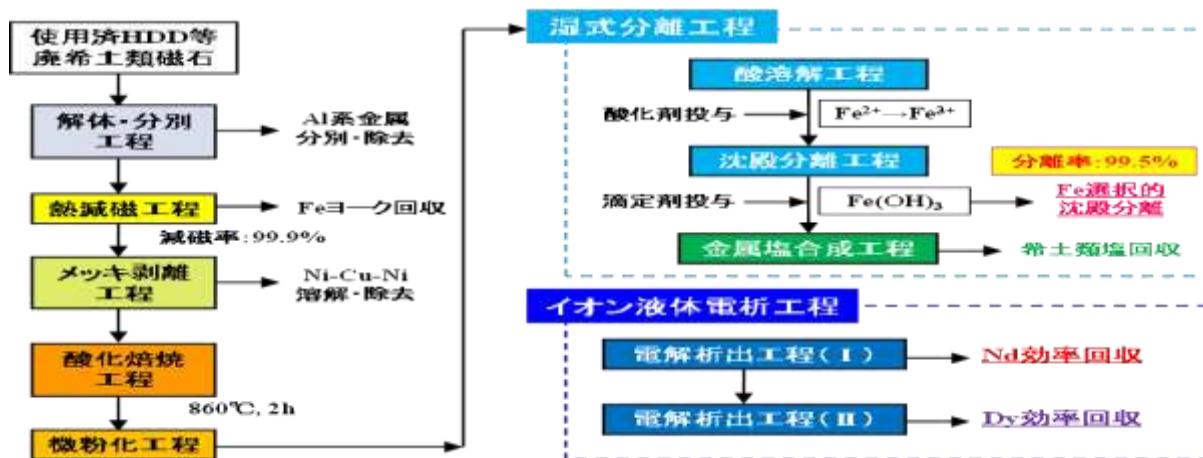 使用済HDD等
廃希土類磁石
解体・分別
工程
Al系金属
分別・除去
熱減磁工程
Feヨーク回収
減磁率:99.9%
メッキ剥離
工程
Ni-Cu-Ni
溶解・除去
酸化焙焼
工程
860℃, 2h
微粉化工程
湿式分離工程
酸溶解工程
酸化剤投与
Fe²⁺→Fe³⁺
沈殿分離工程
分離率:99.5%
滴定剤投与
Fe(OH)₃
Fe選択的
沈殿分離
金属塩合成工程
希土類塩回収
イオン液体電析工程
電解析出工程(Ⅰ)
Nd効率回収
電解析出工程(Ⅱ)
Dy効率回収